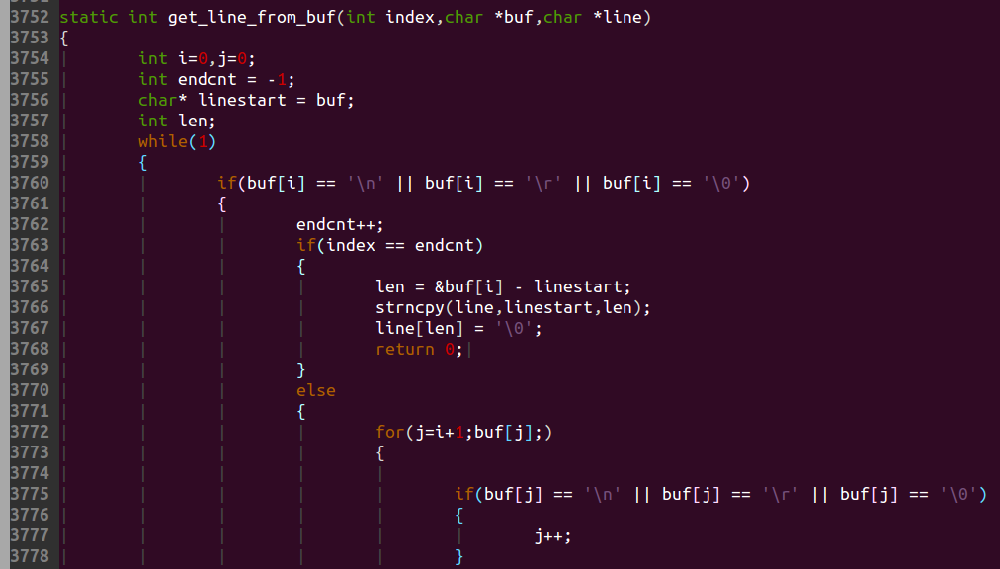 3752 static int get_line_from_buf(int index,char *buf,char *line)
3753 {
3754         int i=0,j=0;
3755         int endcnt = -1;
3756         char* linestart = buf;
3757         int len;
3758         while(1)
3759         {
3760                 if(buf[i] == '\n' || buf[i] == '\r' || buf[i] == '\0')
3761                 {
3762                         endcnt++;
3763                         if(index == endcnt)
3764                         {
3765                                 len = &buf[i] - linestart;
3766                                 strncpy(line,linestart,len);
3767                                 line[len] = '\0';
3768                                 return 0;
3769                         }
3770                         else
3771                         {
3772                                 for(j=i+1;buf[j];)
3773                                 {
3774
3775                                         if(buf[j] == '\n' || buf[j] == '\r' || buf[j] == '\0')
3776                                         {
3777                                                 j++;
3778                                         }